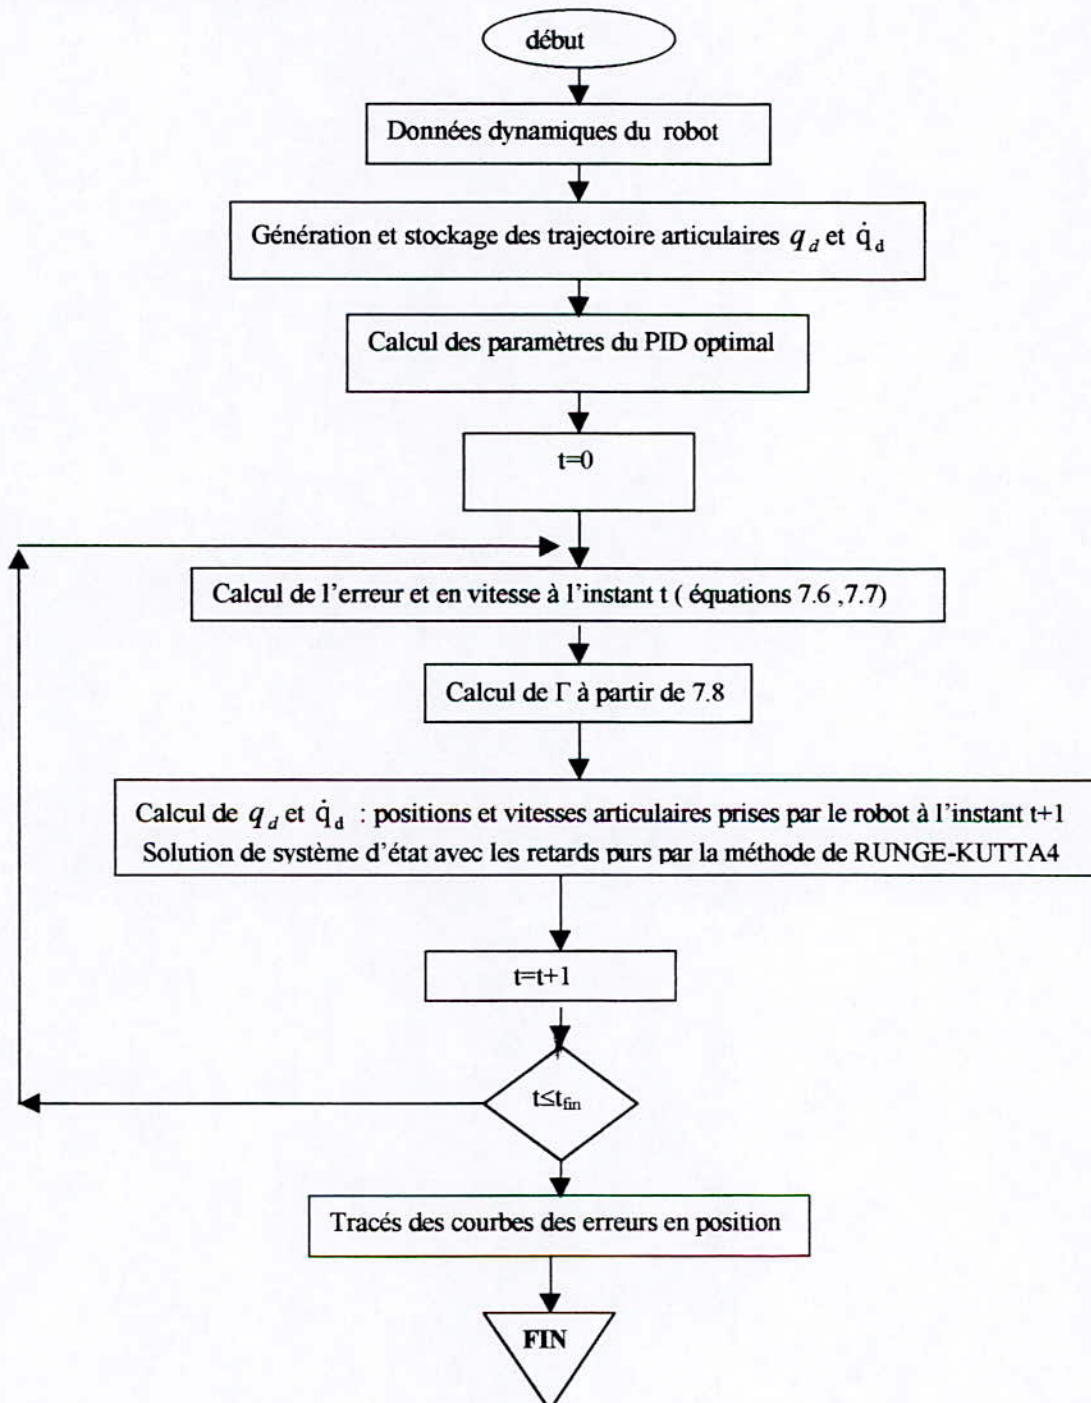 début
Données dynamiques du robot
Génération et stockage des trajectoire articulaires q_d et q̇_d
Calcul des paramètres du PID optimal
t=0
Calcul de l'erreur et en vitesse à l'instant t ( équations 7.6 ,7.7)
Calcul de Γ à partir de 7.8
Calcul de q_d et q̇_d : positions et vitesses articulaires prises par le robot à l'instant t+1
Solution de système d'état avec les retards purs par la méthode de RUNGE-KUTTA4
t=t+1
t≤t_fin
Tracés des courbes des erreurs en position
FIN